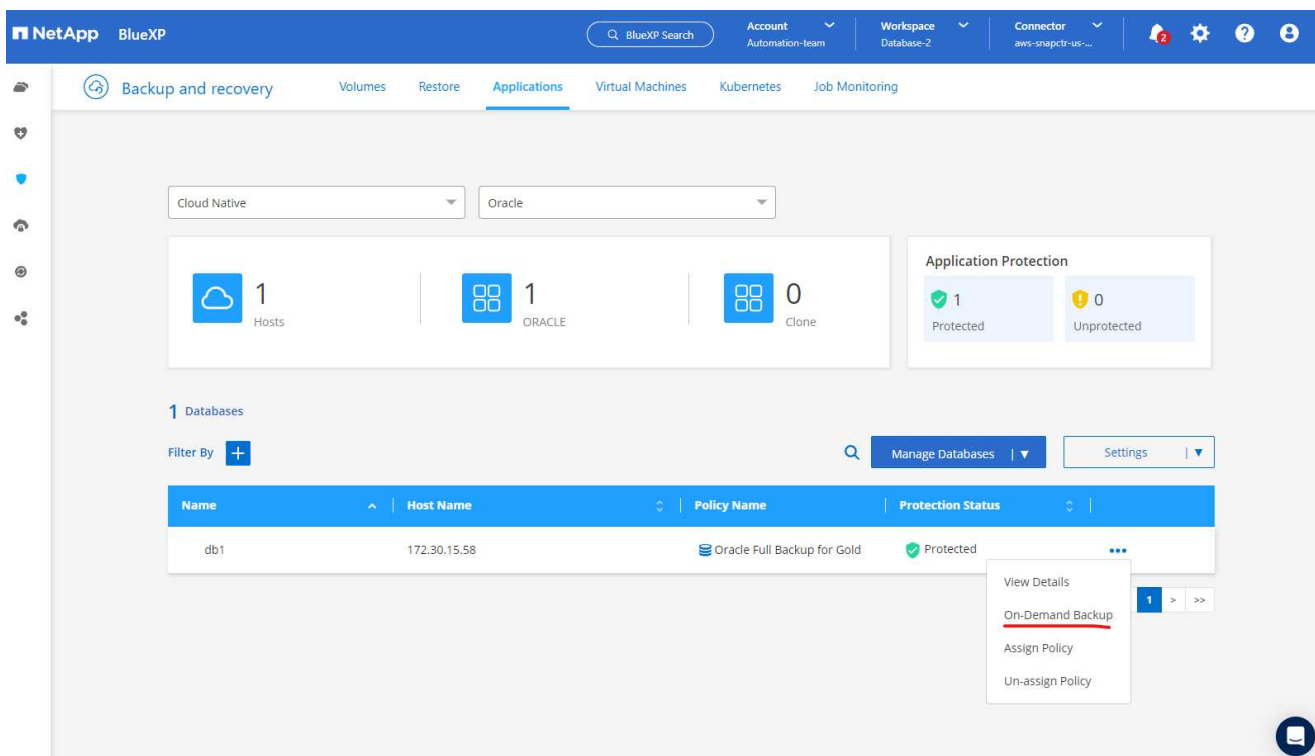 NetApp BlueXP
BlueXP Search
Account
Automation-team
Workspace
Database-2
Connector
aws-snapctr-us-...
2
Backup and recovery
Volumes
Restore
Applications
Virtual Machines
Kubernetes
Job Monitoring
Cloud Native
Oracle
1
Hosts
1
ORACLE
0
Clone
Application Protection
1
Protected
0
Unprotected
1 Databases
Filter By
Manage Databases
Settings
Name
Host Name
Policy Name
Protection Status
db1
172.30.15.58
Oracle Full Backup for Gold
Protected
View Details
On-Demand Backup
Assign Policy
Un-assign Policy
1 > >>